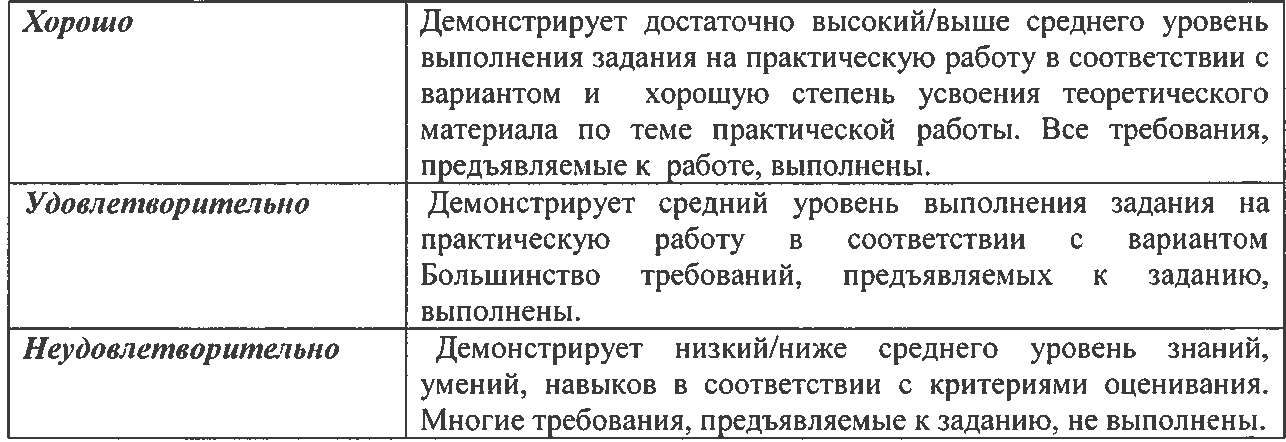 Хорошо
Демонстрирует достаточно высокий/выше среднего уровень
выполнения задания на практическую работу в соответствии с
вариантом и хорошую степень усвоения теоретического
материала по теме практической работы. Все требования,
предъявляемые к работе, выполнены.
Удовлетворительно
Демонстрирует средний уровень выполнения задания на
практическую работу в соответствии с вариантом
Большинство требований, предъявляемых к заданию,
выполнены.
Неудовлетворительно
Демонстрирует низкий/ниже среднего уровень знаний,
умений, навыков в соответствии с критериями оценивания.
Многие требования, предъявляемые к заданию, не выполнены.